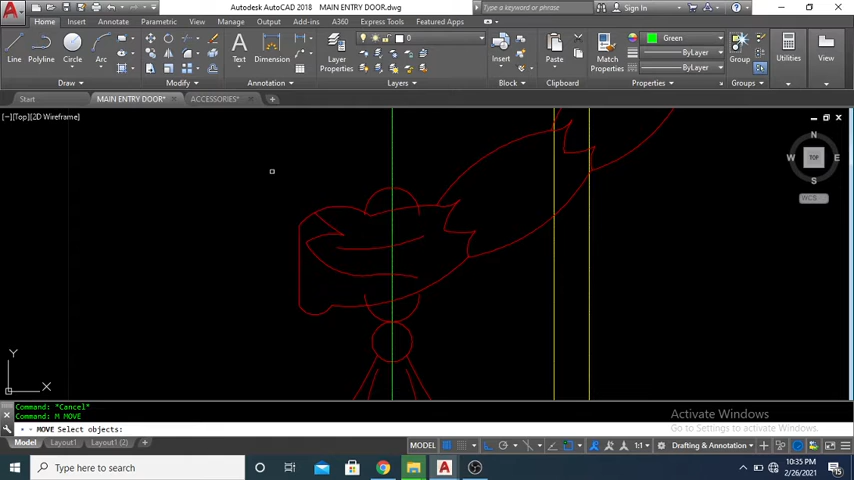 Autodesk AutoCAD 2018 MAIN ENTRY DOOR.dwg
Type a keyword or phrase
Sign In
Home Insert Annotate Parametric View Manage Output Add-ins A360 Express Tools Featured Apps
Line Polyline Circle Arc
Text Dimension
Layer Properties
0
Insert
Paste
Match Properties
Green
ByLayer
ByLayer
Group
Utilities
View
Draw Modify Annotation Layers Block Clipboard Properties Groups
Start MAIN ENTRY DOOR* ACCESSORIES*
[−][Top][2D Wireframe]
N
W TOP E
S
WCS
Y
X
Command: *Cancel*
Command: M MOVE
MOVE Select objects:
Activate Windows
Go to Settings to activate Windows.
Model Layout1 Layout1 (2) +
MODEL
1:1
Drafting & Annotation
Type here to search
10:35 PM
2/26/2021
15